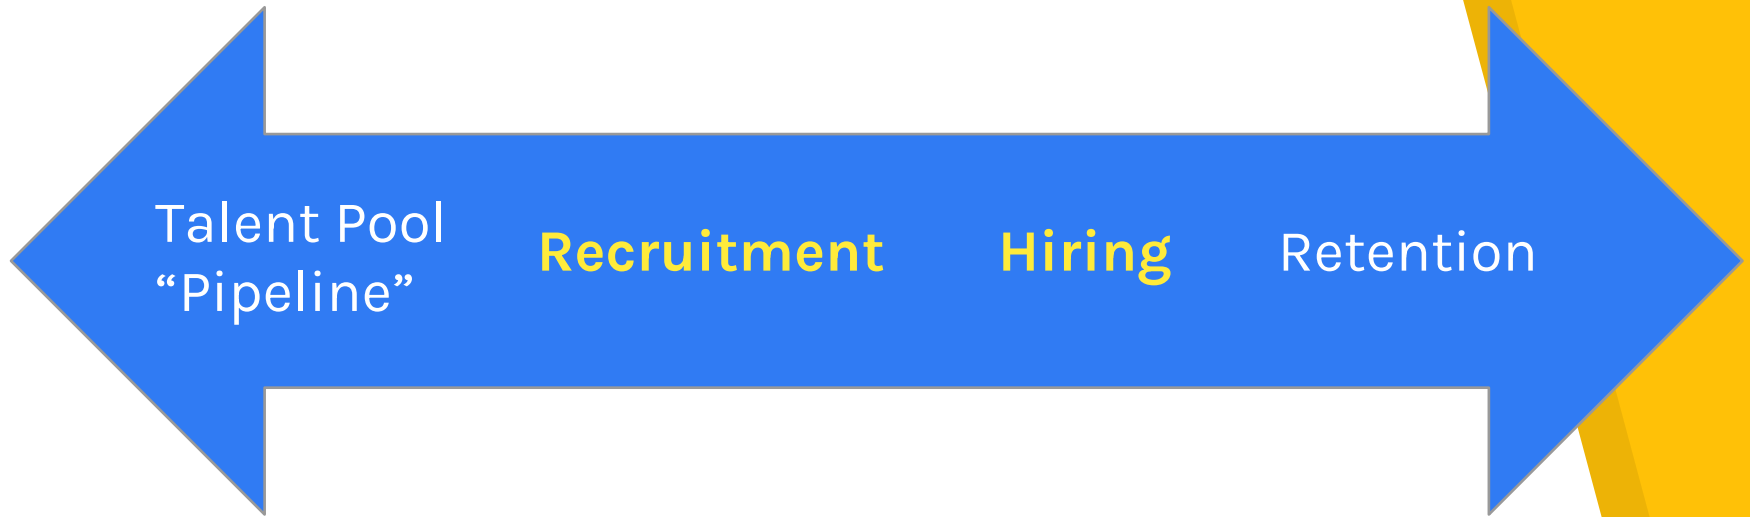 Talent Pool
“Pipeline”
Recruitment
Hiring
Retention